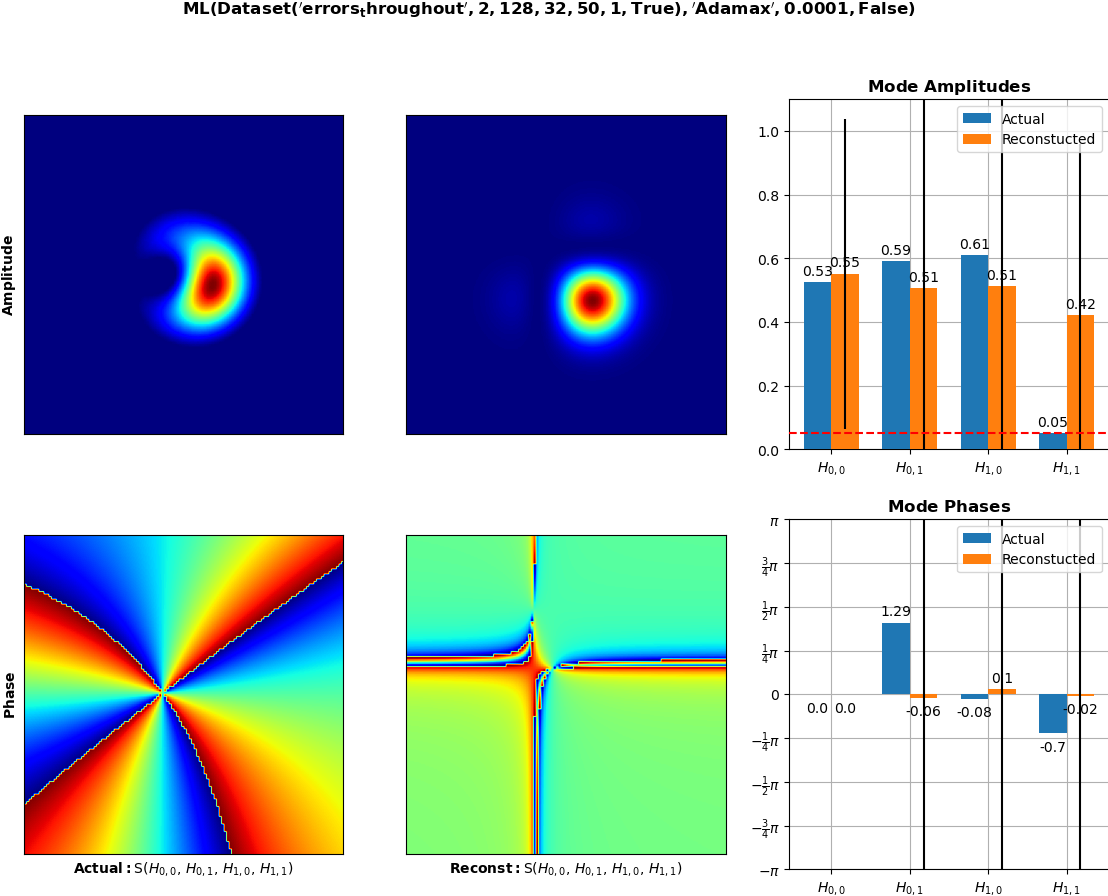 ML(Dataset('errors_throughout', 2, 128, 32, 50, 1, True), 'Adamax', 0.0001, False)
Mode Amplitudes
Actual
Reconstucted
1.0
0.8
0.6
0.4
0.2
0.0
0.53
0.55
0.59
0.51
0.61
0.51
0.05
0.42
H0,0
H0,1
H1,0
H1,1
Amplitude
Mode Phases
Actual
Reconstucted
π
3/4π
1/2π
1/4π
0
−1/4π
−1/2π
−3/4π
−π
0.0
0.0
1.29
-0.06
-0.08
0.1
-0.7
-0.02
H0,0
H0,1
H1,0
H1,1
Phase
Actual: S(H0,0, H0,1, H1,0, H1,1)
Reconst: S(H0,0, H0,1, H1,0, H1,1)